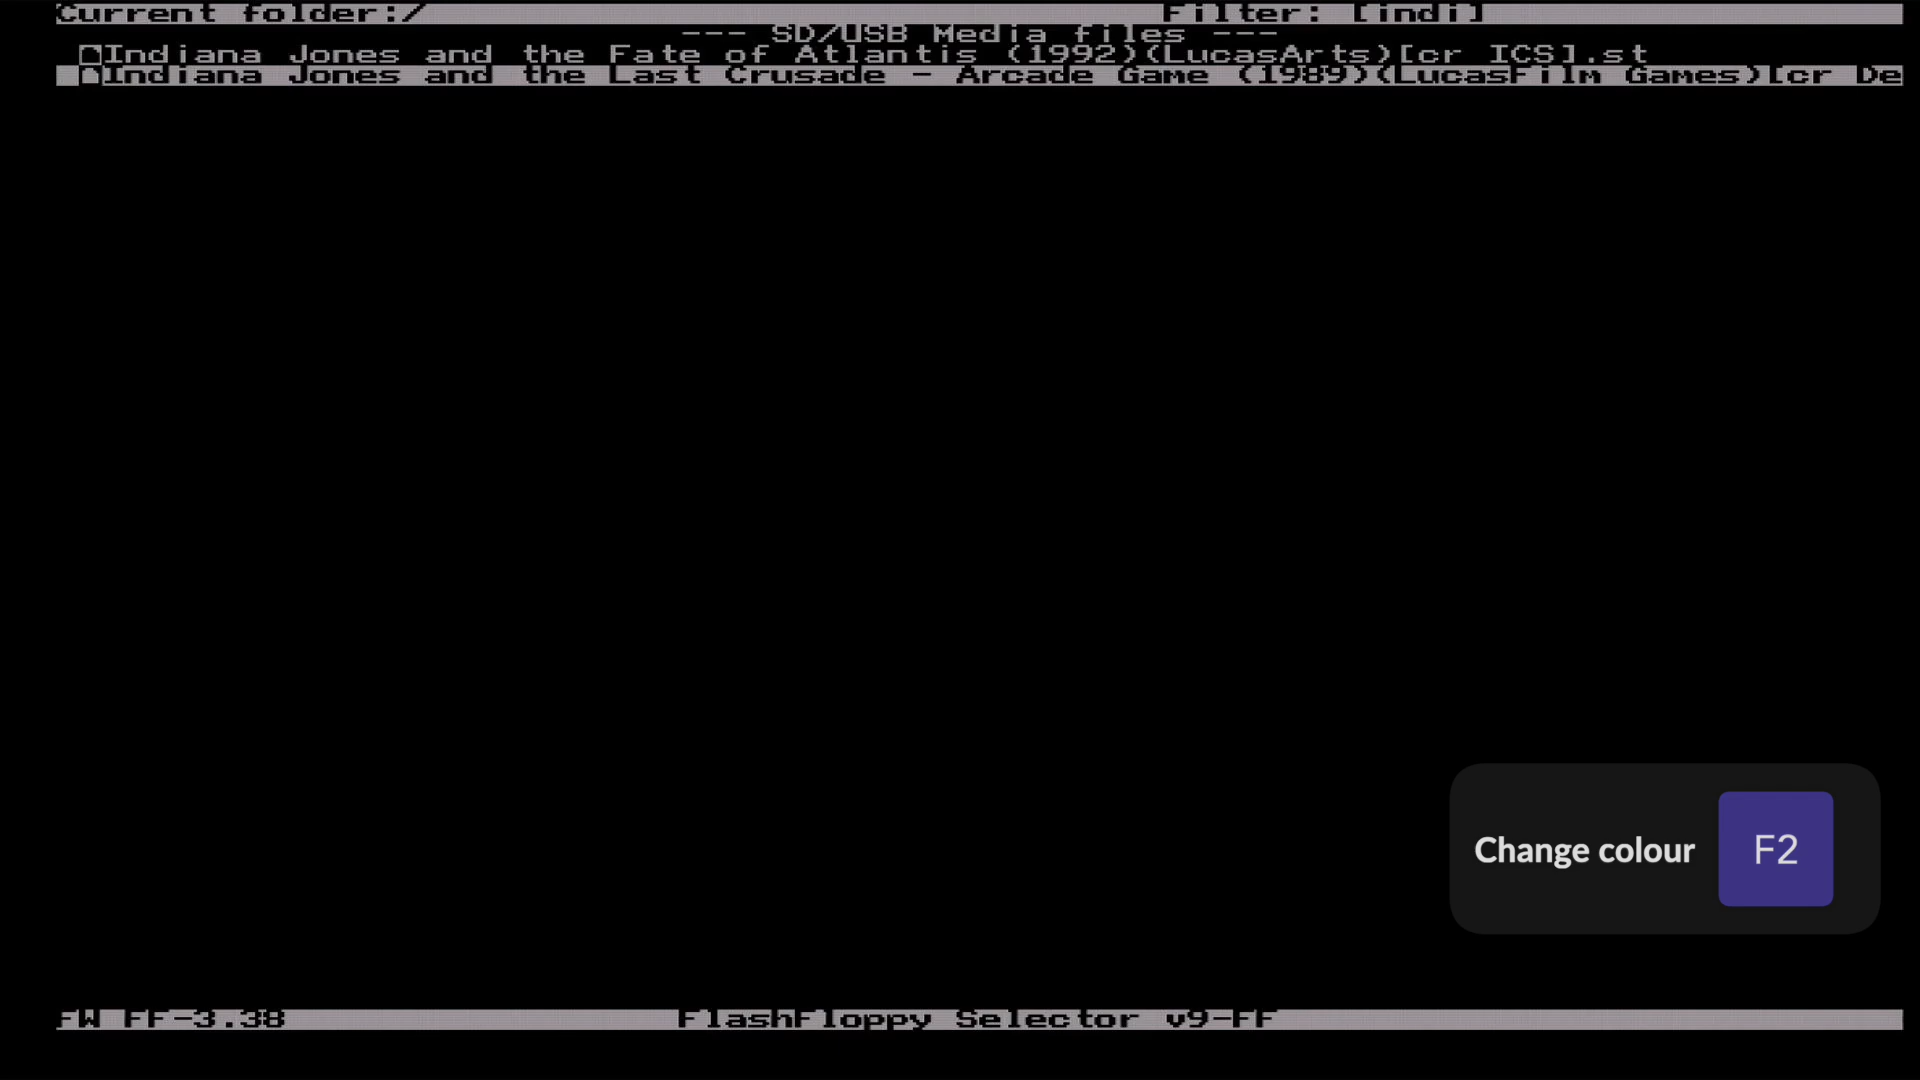 Current folder:/ Filter: [indi]
--- SD/USB Media files ---
Indiana Jones and the Fate of Atlantis (1992)(LucasArts)[cr ICS].st
Indiana Jones and the Last Crusade - Arcade Game (1989)(LucasFilm Games)[cr De
Change colour F2
FW FF-3.38 FlashFloppy Selector v9-FF